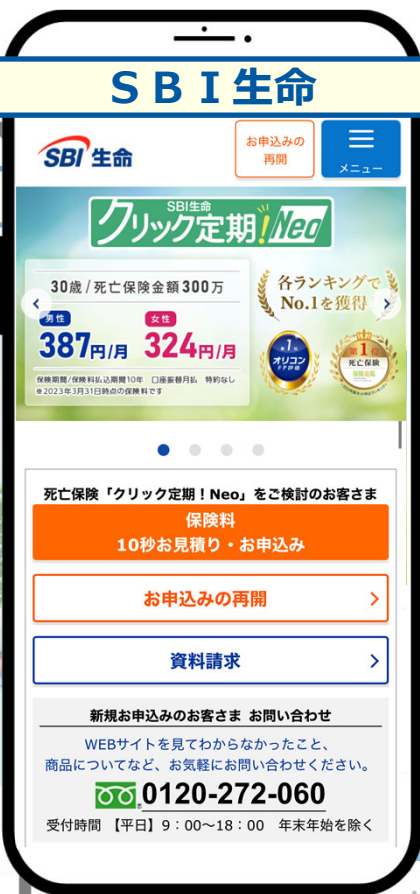 ＳＢＩ生命
SBI 生命
お申込みの
再開
メニュー
SBI生命
クリック定期!Neo
30歳/死亡保険金額300万
男性
女性
387円/月 324円/月
保険期間/保険料払込期間10年 口座振替月払 特約なし
※2023年3月31日時点の保険料です
各ランキングで
No.1を獲得
第1位
オリコン
FP評価
第1位
死亡保険
死亡保険「クリック定期！Neo」をご検討のお客さま
保険料
10秒お見積り・お申込み
お申込みの再開
資料請求
新規お申込みのお客さま お問い合わせ
WEBサイトを見てわからなかったこと、
商品についてなど、お気軽にお問い合わせください。
0120-272-060
受付時間 【平日】9：00～18：00 年末年始を除く